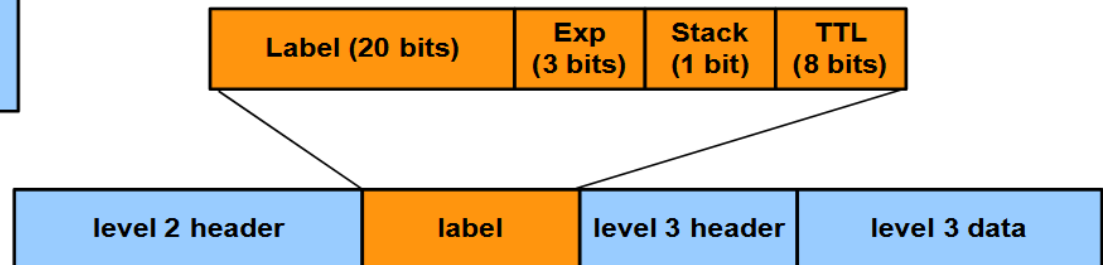 Label (20 bits)
Exp
(3 bits)
Stack
(1 bit)
TTL
(8 bits)
level 2 header
label
level 3 header
level 3 data